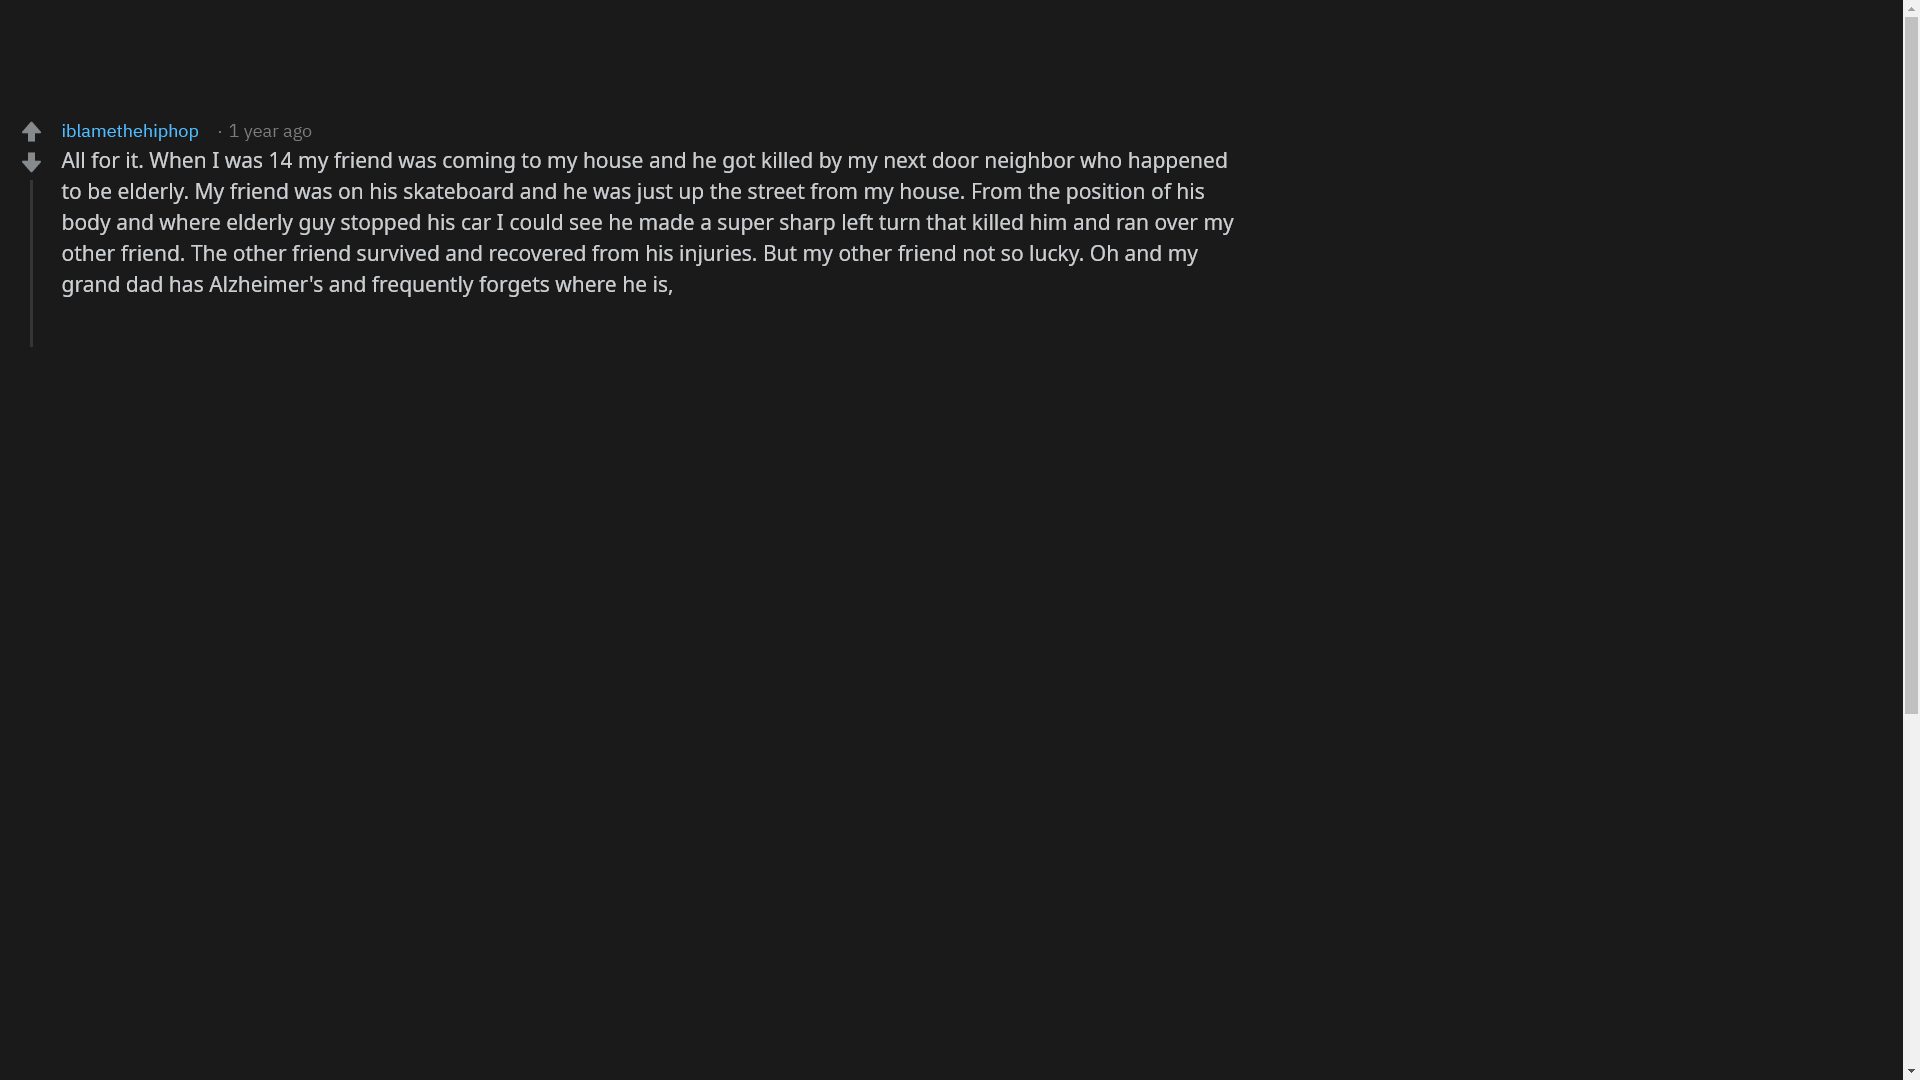 iblamethehiphop · 1 year ago
All for it. When I was 14 my friend was coming to my house and he got killed by my next door neighbor who happened
to be elderly. My friend was on his skateboard and he was just up the street from my house. From the position of his
body and where elderly guy stopped his car I could see he made a super sharp left turn that killed him and ran over my
other friend. The other friend survived and recovered from his injuries. But my other friend not so lucky. Oh and my
grand dad has Alzheimer's and frequently forgets where he is,